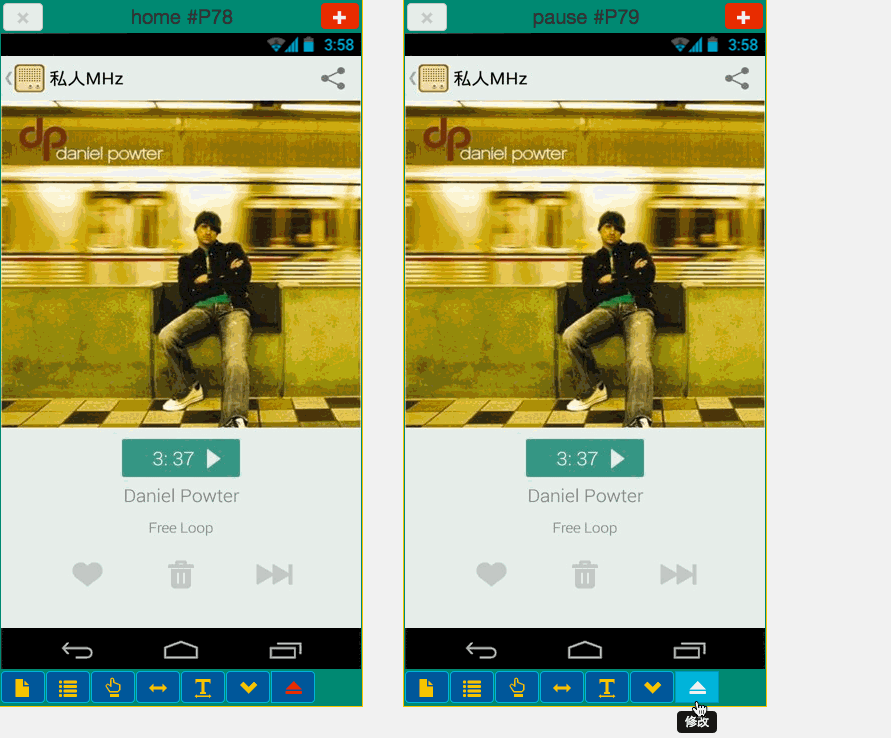 home #P78
3:58
私人MHz
dp
daniel powter
3: 37
Daniel Powter
Free Loop
pause #P79
3:58
私人MHz
dp
daniel powter
3: 37
Daniel Powter
Free Loop
修改